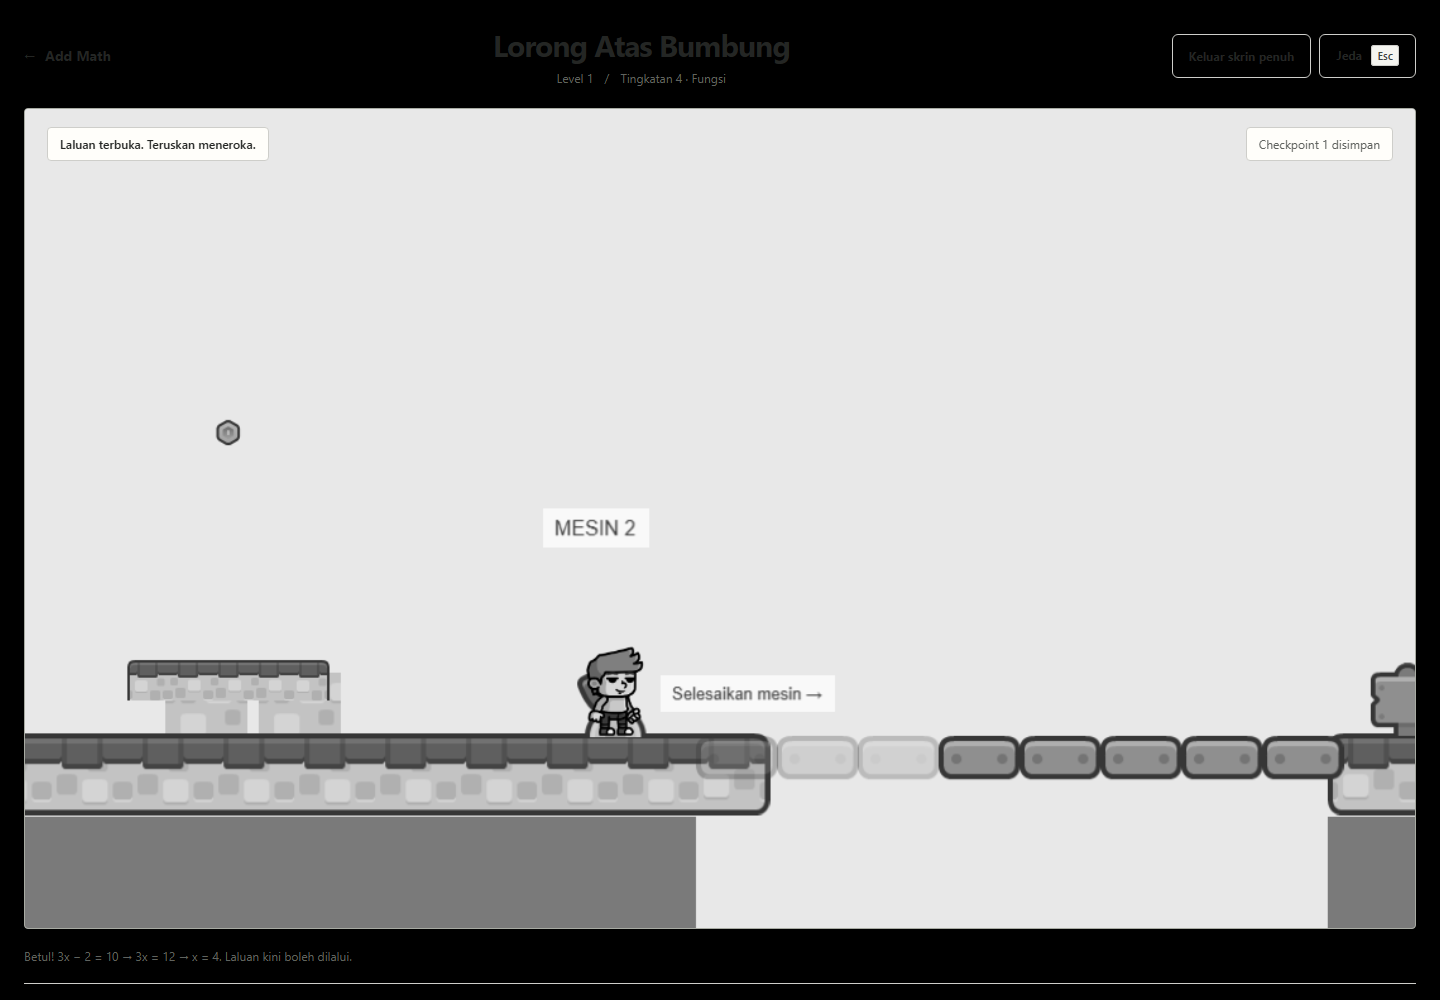 ← Add Math
Lorong Atas Bumbung
Level 1 / Tingkatan 4 · Fungsi
Keluar skrin penuh
Jeda Esc
Laluan terbuka. Teruskan meneroka.
Checkpoint 1 disimpan
MESIN 2
Selesaikan mesin →
Betul! 3x − 2 = 10 → 3x = 12 → x = 4. Laluan kini boleh dilalui.